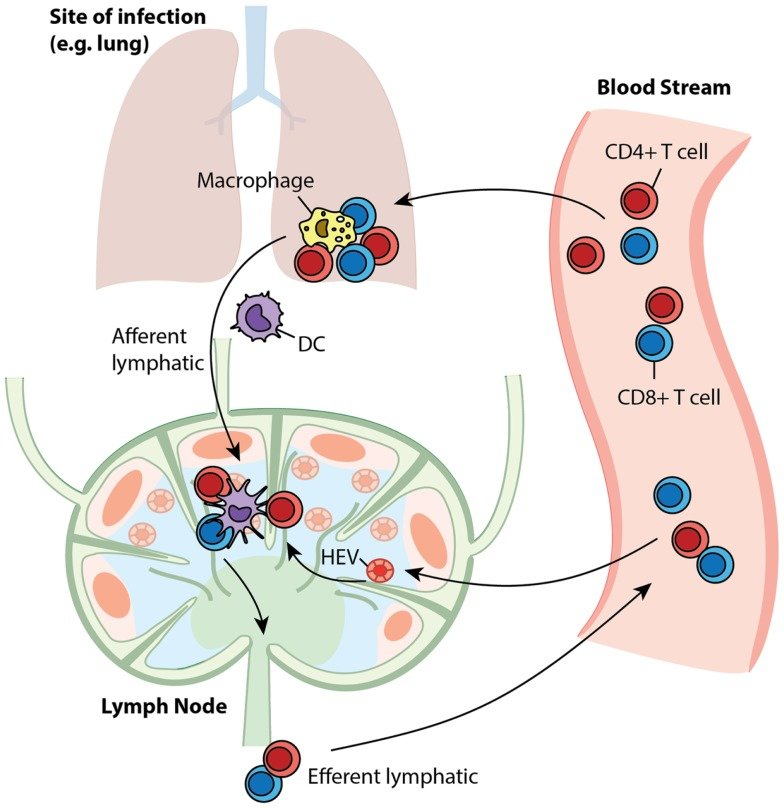 Site of infection
(e.g. lung)
Blood Stream
CD4+ T cell
Macrophage
Afferent
lymphatic
DC
CD8+ T cell
HEV
Lymph Node
Efferent lymphatic